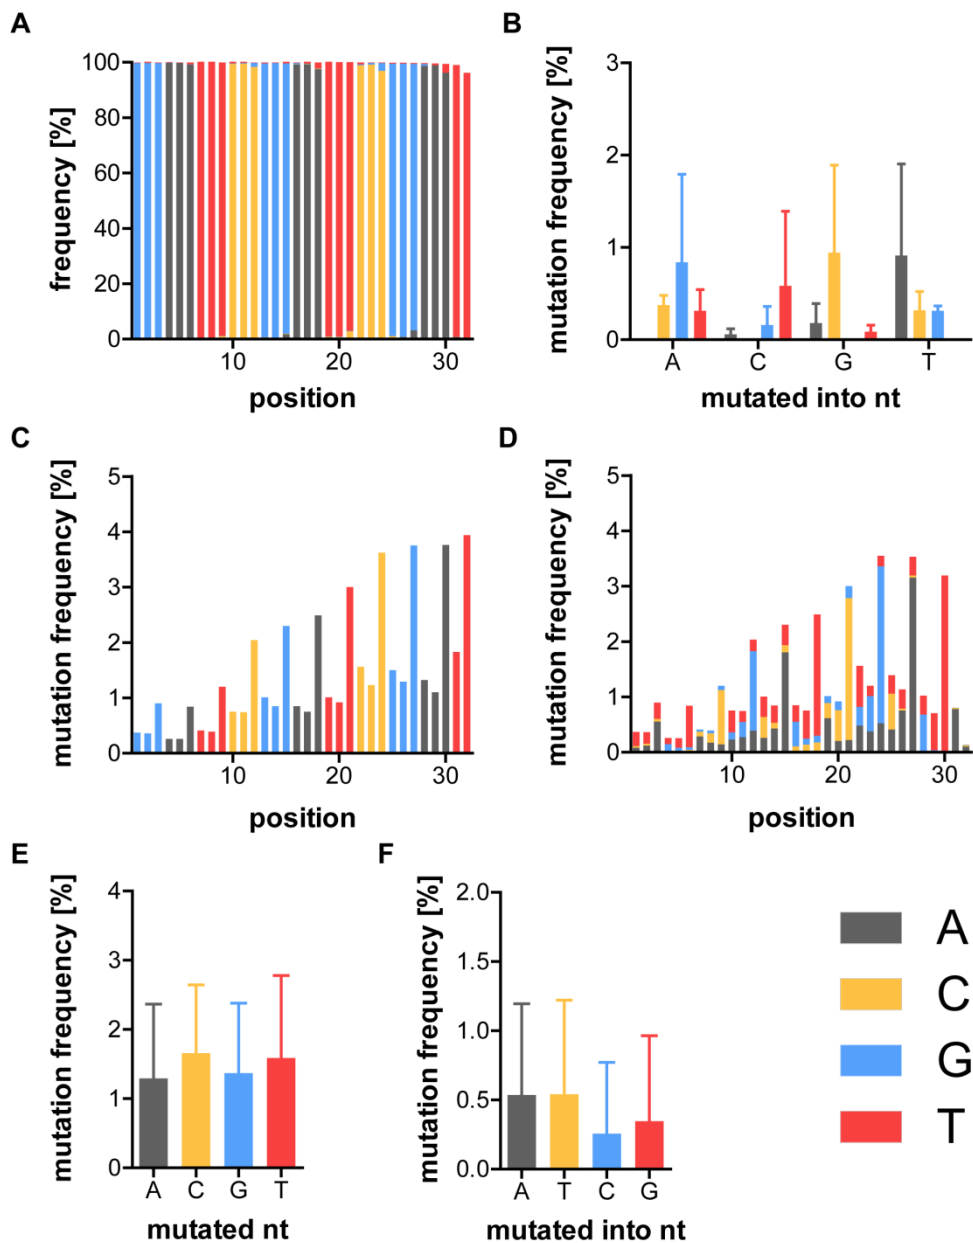 A
frequency [%]
100
80
60
40
20
0
10
20
30
position
B
mutation frequency [%]
3
2
1
0
A
C
G
T
mutated into nt
C
mutation frequency [%]
5
4
3
2
1
0
10
20
30
position
D
mutation frequency [%]
5
4
3
2
1
0
10
20
30
position
E
mutation frequency [%]
4
3
2
1
0
A
C
G
T
mutated nt
F
mutation frequency [%]
2.0
1.5
1.0
0.5
0.0
A
T
C
G
mutated into nt
A
C
G
T